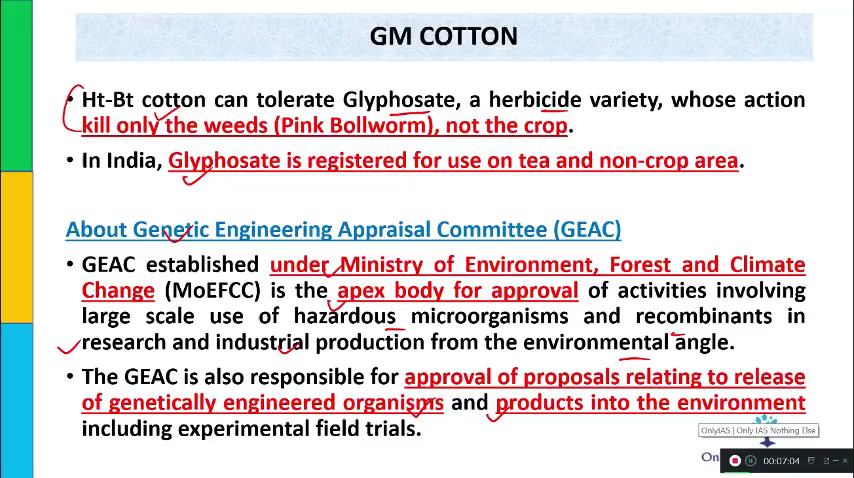 GM COTTON
• Ht-Bt cotton can tolerate Glyphosate, a herbicide variety, whose action
kill only the weeds (Pink Bollworm), not the crop.
• In India, Glyphosate is registered for use on tea and non-crop area.
About Genetic Engineering Appraisal Committee (GEAC)
• GEAC established under Ministry of Environment, Forest and Climate
Change (MoEFCC) is the apex body for approval of activities involving
large scale use of hazardous microorganisms and recombinants in
research and industrial production from the environmental angle.
• The GEAC is also responsible for approval of proposals relating to release
of genetically engineered organisms and products into the environment
including experimental field trials.
OnlyIAS | Only IAS Nothing Else
On
00:07:04